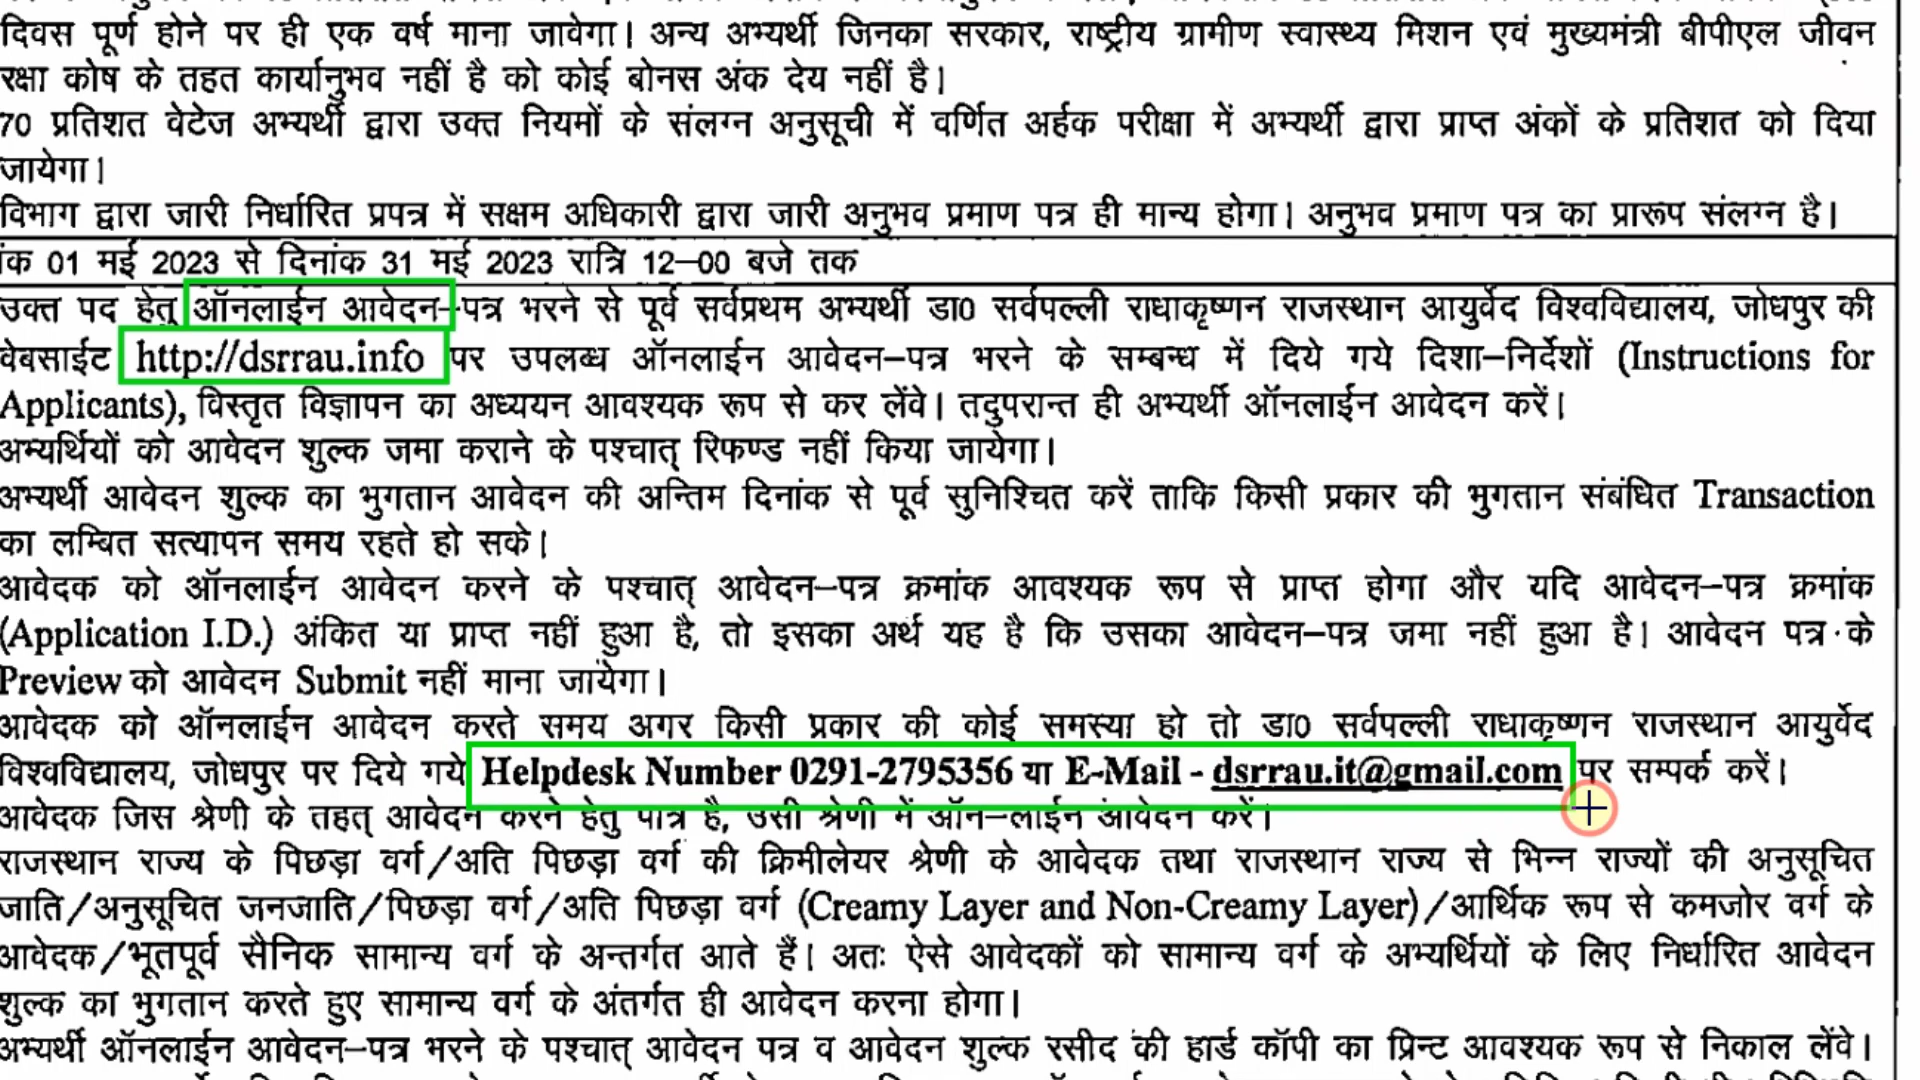 दिवस पूर्ण होने पर ही एक वर्ष माना जावेगा। अन्य अभ्यर्थी जिनका सरकार, राष्ट्रीय ग्रामीण स्वास्थ्य मिशन एवं मुख्यमंत्री बीपीएल जीवन
रक्षा कोष के तहत कार्यानुभव नहीं है को कोई बोनस अंक देय नहीं है।
70 प्रतिशत वेटेज अभ्यर्थी द्वारा उक्त नियमों के संलग्न अनुसूची में वर्णित अर्हक परीक्षा में अभ्यर्थी द्वारा प्राप्त अंकों के प्रतिशत को दिया
जायेगा।
विभाग द्वारा जारी निर्धारित प्रपत्र में सक्षम अधिकारी द्वारा जारी अनुभव प्रमाण पत्र ही मान्य होगा। अनुभव प्रमाण पत्र का प्रारूप संलग्न है।
01 मई 2023 से दिनांक 31 मई 2023 रात्रि 12–00 बजे तक
उक्त पद हेतु ऑनलाईन आवेदन–पत्र भरने से पूर्व सर्वप्रथम अभ्यर्थी डा0 सर्वपल्ली राधाकृष्णन राजस्थान आयुर्वेद विश्वविद्यालय, जोधपुर की
वेबसाईट http://dsrrau.info पर उपलब्ध ऑनलाईन आवेदन–पत्र भरने के सम्बन्ध में दिये गये दिशा–निर्देशों (Instructions for
Applicants), विस्तृत विज्ञापन का अध्ययन आवश्यक रूप से कर लेंवे। तदुपरान्त ही अभ्यर्थी ऑनलाईन आवेदन करें।
अभ्यर्थियों को आवेदन शुल्क जमा कराने के पश्चात् रिफण्ड नहीं किया जायेगा।
अभ्यर्थी आवेदन शुल्क का भुगतान आवेदन की अन्तिम दिनांक से पूर्व सुनिश्चित करें ताकि किसी प्रकार की भुगतान संबंधित Transaction
का लम्बित सत्यापन समय रहते हो सके।
आवेदक को ऑनलाईन आवेदन करने के पश्चात् आवेदन–पत्र क्रमांक आवश्यक रूप से प्राप्त होगा और यदि आवेदन–पत्र क्रमांक
(Application I.D.) अंकित या प्राप्त नहीं हुआ है, तो इसका अर्थ यह है कि उसका आवेदन–पत्र जमा नहीं हुआ है। आवेदन पत्र के
Preview को आवेदन Submit नहीं माना जायेगा।
आवेदक को ऑनलाईन आवेदन करते समय अगर किसी प्रकार की कोई समस्या हो तो डा0 सर्वपल्ली राधाकृष्णन राजस्थान आयुर्वेद
विश्वविद्यालय, जोधपुर पर दिये गये Helpdesk Number 0291-2795356 या E-Mail - dsrrau.it@gmail.com पर सम्पर्क करें।
आवेदक जिस श्रेणी के तहत् आवेदन करने हेतु पात्र है, उसी श्रेणी में ऑन–लाईन आवेदन करें।
राजस्थान राज्य के पिछड़ा वर्ग/अति पिछड़ा वर्ग की क्रिमीलेयर श्रेणी के आवेदक तथा राजस्थान राज्य से भिन्न राज्यों की अनुसूचित
जाति/अनुसूचित जनजाति/पिछड़ा वर्ग/अति पिछड़ा वर्ग (Creamy Layer and Non-Creamy Layer)/आर्थिक रूप से कमजोर वर्ग के
आवेदक/भूतपूर्व सैनिक सामान्य वर्ग के अन्तर्गत आते हैं। अतः ऐसे आवेदकों को सामान्य वर्ग के अभ्यर्थियों के लिए निर्धारित आवेदन
शुल्क का भुगतान करते हुए सामान्य वर्ग के अंतर्गत ही आवेदन करना होगा।
अभ्यर्थी ऑनलाईन आवेदन–पत्र भरने के पश्चात् आवेदन पत्र व आवेदन शुल्क रसीद की हार्ड कॉपी का प्रिन्ट आवश्यक रूप से निकाल लेंवे।